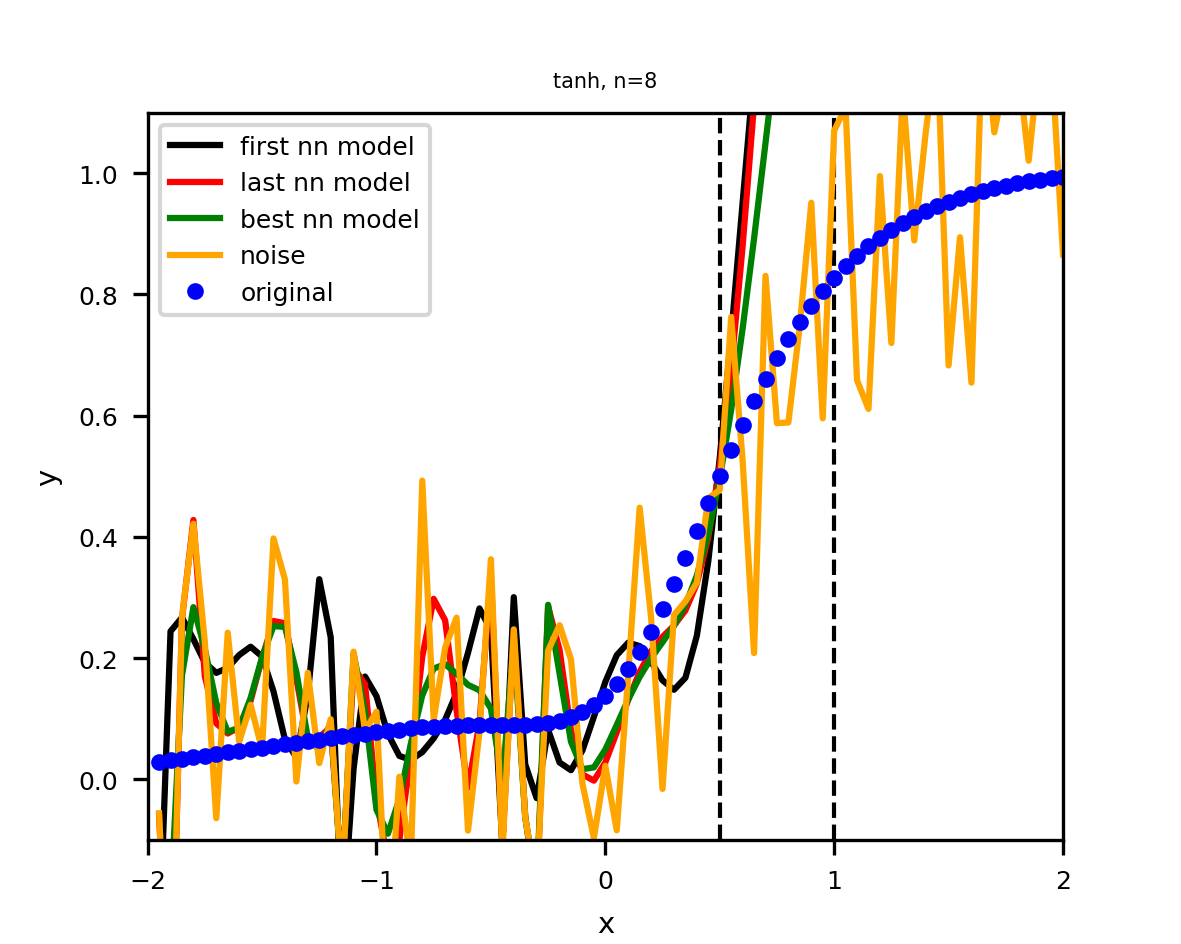 tanh, n=8
first nn model
last nn model
best nn model
noise
original
y
1.0
0.8
0.6
0.4
0.2
0.0
−2 −1 0 1 2
x